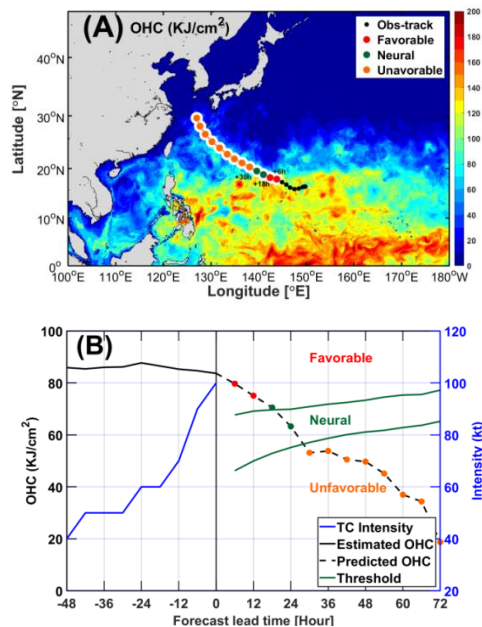 (A) OHC (KJ/cm²)
Obs-track
Favorable
Neural
Unavorable
200
180
160
140
120
100
80
60
40
20
0
40°N
30°N
20°N
10°N
0°
Latitude [°N]
+30h
+18h
+6h
100°E 110°E 120°E 130°E 140°E 150°E 160°E 170°E 180°W
Longitude [°E]
(B)
Favorable
Neural
Unfavorable
100
80
60
40
20
0
OHC (KJ/cm²)
120
100
80
60
40
20
Intensity (kt)
TC Intensity
Estimated OHC
Predicted OHC
Threshold
-48 -36 -24 -12 0 12 24 36 48 60 72
Forecast lead time [Hour]